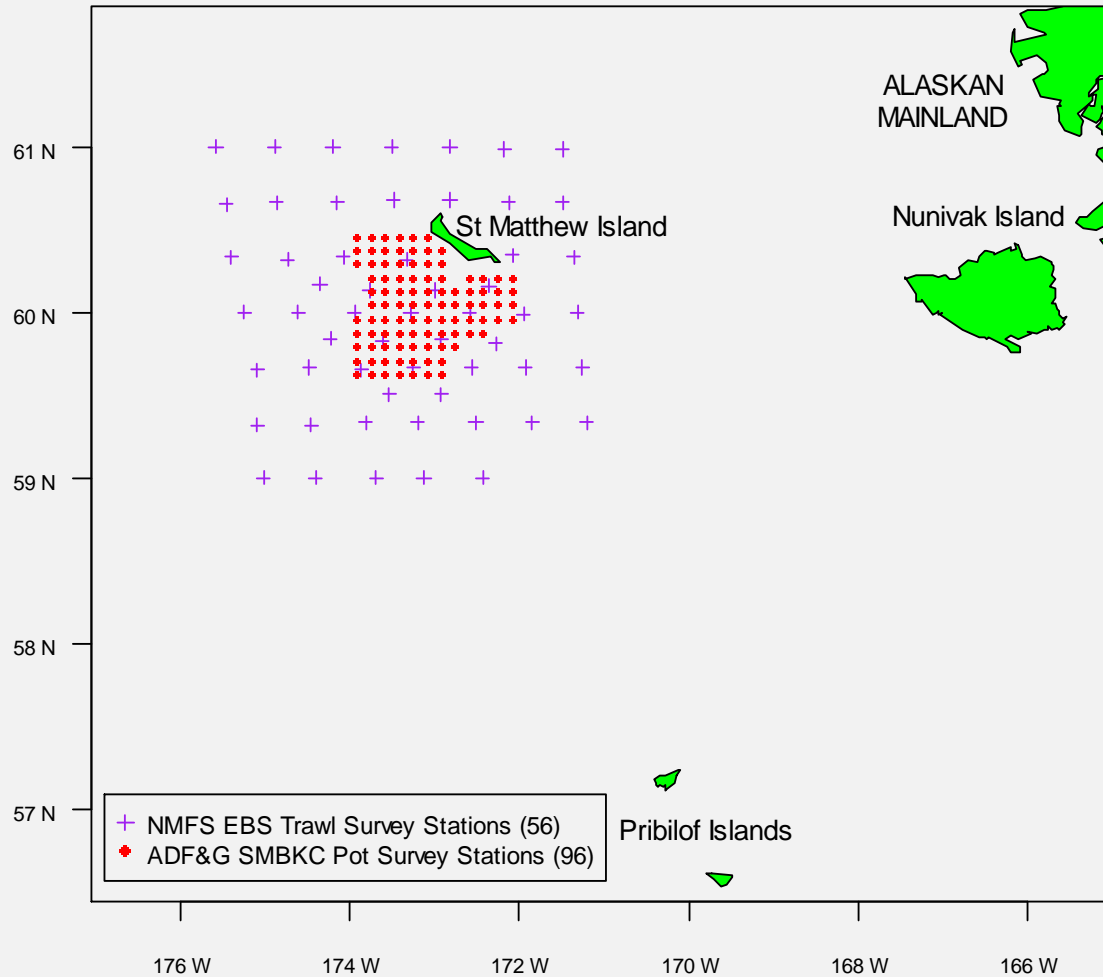 ALASKAN
MAINLAND
61 N
St Matthew Island
Nunivak Island
60 N
59 N
58 N
57 N
NMFS EBS Trawl Survey Stations (56)
ADF&G SMBKC Pot Survey Stations (96)
Pribilof Islands
176 W
174 W
172 W
170 W
168 W
166 W